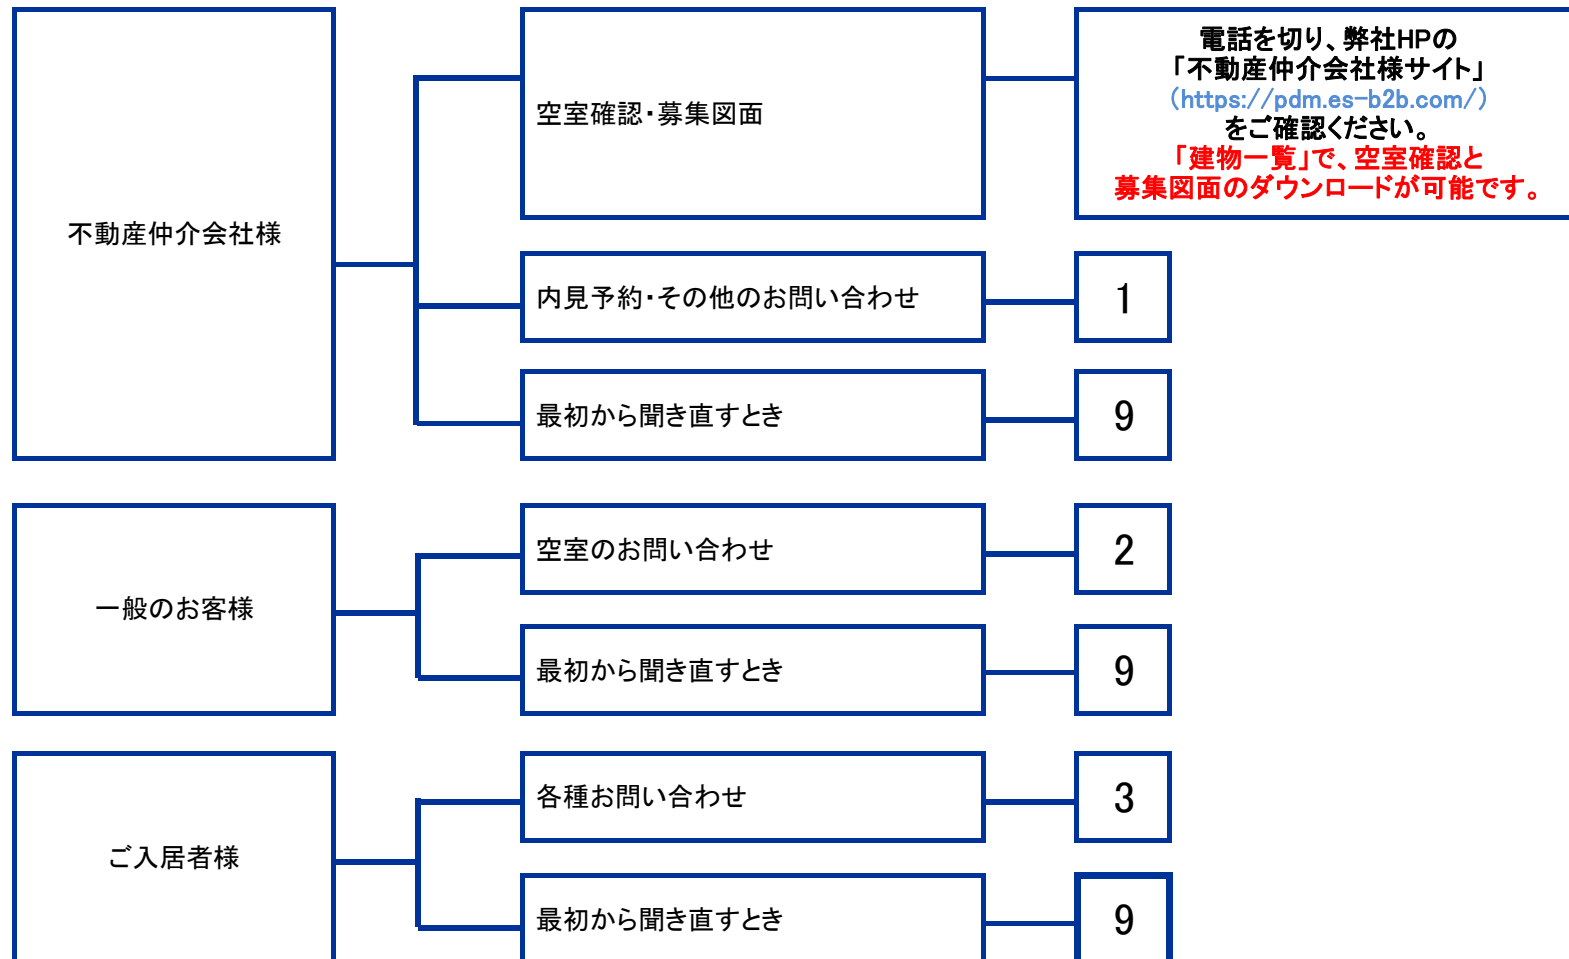 不動産仲介会社様
空室確認・募集図面
電話を切り、弊社HPの
「不動産仲介会社様サイト」
(https://pdm.es-b2b.com/)
をご確認ください。
「建物一覧」で、空室確認と
募集図面のダウンロードが可能です。
内見予約・その他のお問い合わせ
1
最初から聞き直すとき
9
一般のお客様
空室のお問い合わせ
2
最初から聞き直すとき
9
ご入居者様
各種お問い合わせ
3
最初から聞き直すとき
9